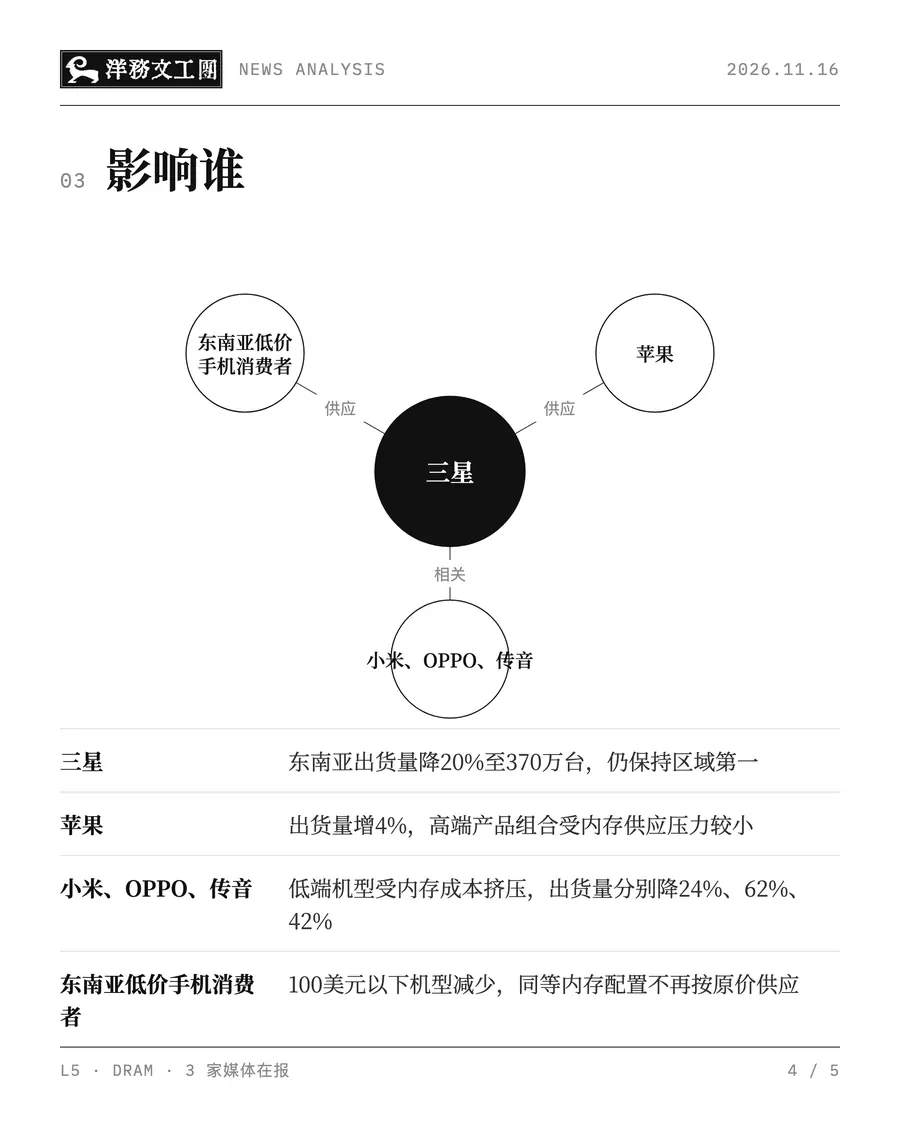 洋務文工團 NEWS ANALYSIS 2026.11.16
03 影响谁
东南亚低价
手机消费者
苹果
供应 供应
三星
相关
小米、OPPO、传音
三星 东南亚出货量降20%至370万台，仍保持区域第一
苹果 出货量增4%，高端产品组合受内存供应压力较小
小米、OPPO、传音 低端机型受内存成本挤压，出货量分别降24%、62%、
42%
东南亚低价手机消费 100美元以下机型减少，同等内存配置不再按原价供应
者
L5 · DRAM · 3 家媒体在报 4 / 5